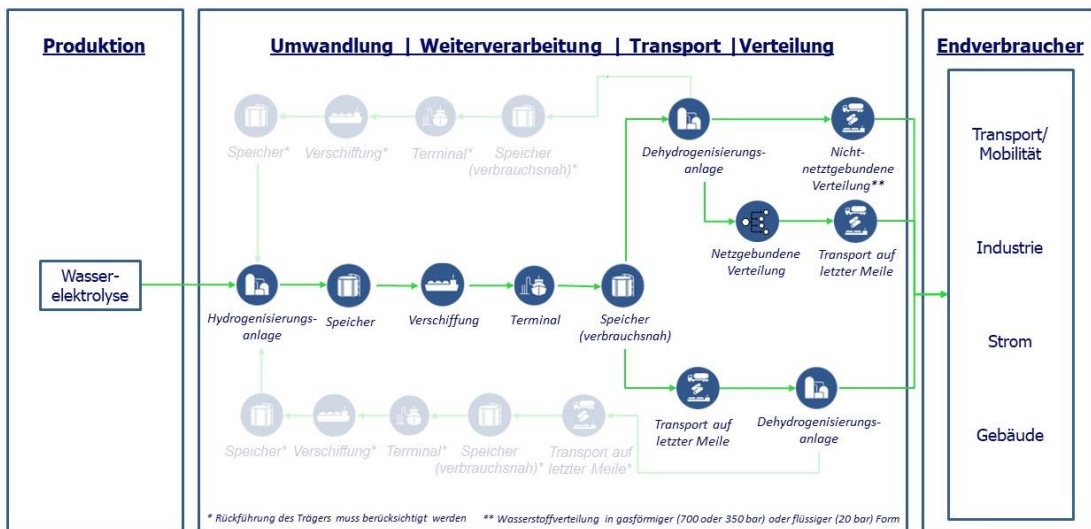 Produktion
Umwandlung | Weiterverarbeitung | Transport |Verteilung
Endverbraucher
Speicher*
Verschiffung*
Terminal*
Speicher
(verbrauchsnah)*
Dehydrogenisierungs-
anlage
Nicht-
netztgebundene
Verteilung**
Netzgebundene
Verteilung
Transport auf
letzter Meile
Wasser-
elektrolyse
Hydrogenisierungs-
anlage
Speicher
Verschiffung
Terminal
Speicher
(verbrauchsnah)
Transport auf
letzter Meile
Dehydrogenisierungs-
anlage
Speicher*
Verschiffung*
Terminal*
Speicher
(verbrauchsnah)*
Transport auf
letzter Meile*
Transport/
Mobilität
Industrie
Strom
Gebäude
* Rückführung des Trägers muss berücksichtigt werden
** Wasserstoffverteilung in gasförmiger (700 oder 350 bar) oder flüssiger (20 bar) Form